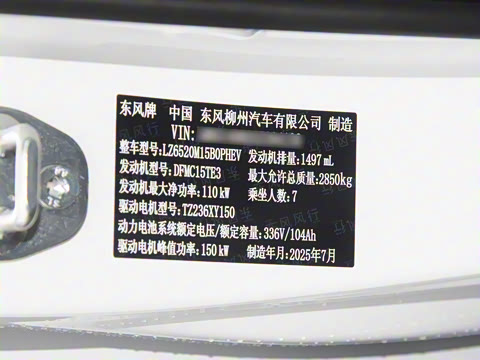 东风牌 中国 东风柳州汽车有限公司 制造
VIN:
整车型号:LZ6520M15B0PHEV 发动机排量:1497 mL
发动机型号:DFMC15TE3 最大允许总质量:2850kg
发动机最大净功率:110 kW 乘坐人数:7
驱动电机型号:TZ236XY150
动力电池系统额定电压/额定容量:336V/104Ah
驱动电机峰值功率:150 kW 制造年月:2025年7月